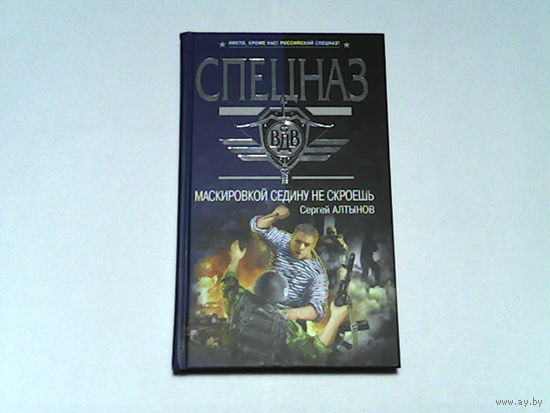 НИКТО, КРОМЕ НАС! РОССИЙСКИЙ СПЕЦНАЗ!
СПЕЦНАЗ
ВДВ
МАСКИРОВКОЙ СЕДИНУ НЕ СКРОЕШЬ
Сергей АЛТЫНОВ
www.ay.by